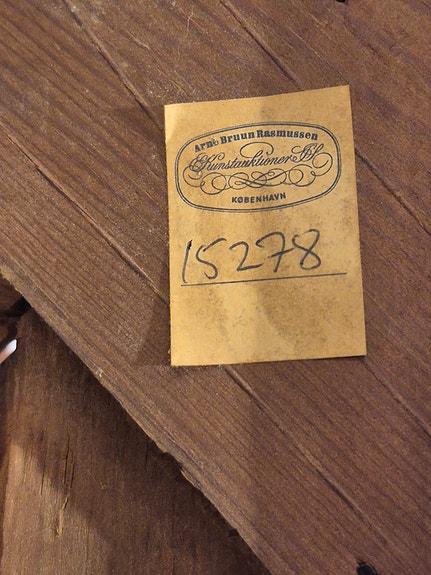 Arne Bruun Rasmussen
Kunstauktioner A/S
KØBENHAVN
15278